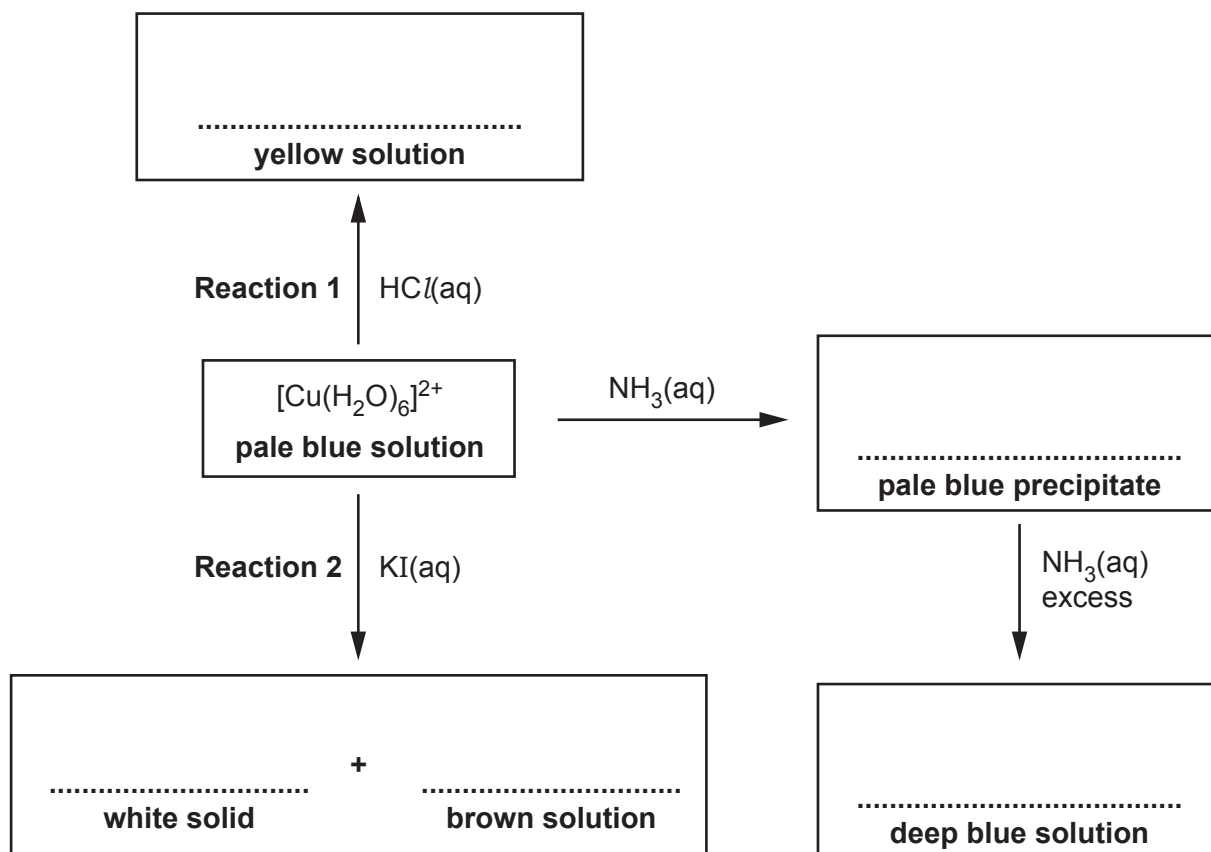 ........................................
yellow solution
Reaction 1 HCl(aq)
[Cu(H₂O)₆]²⁺
pale blue solution
NH₃(aq)
........................................
pale blue precipitate
Reaction 2 KI(aq)
NH₃(aq)
excess
................................ + ................................
white solid brown solution
........................................
deep blue solution